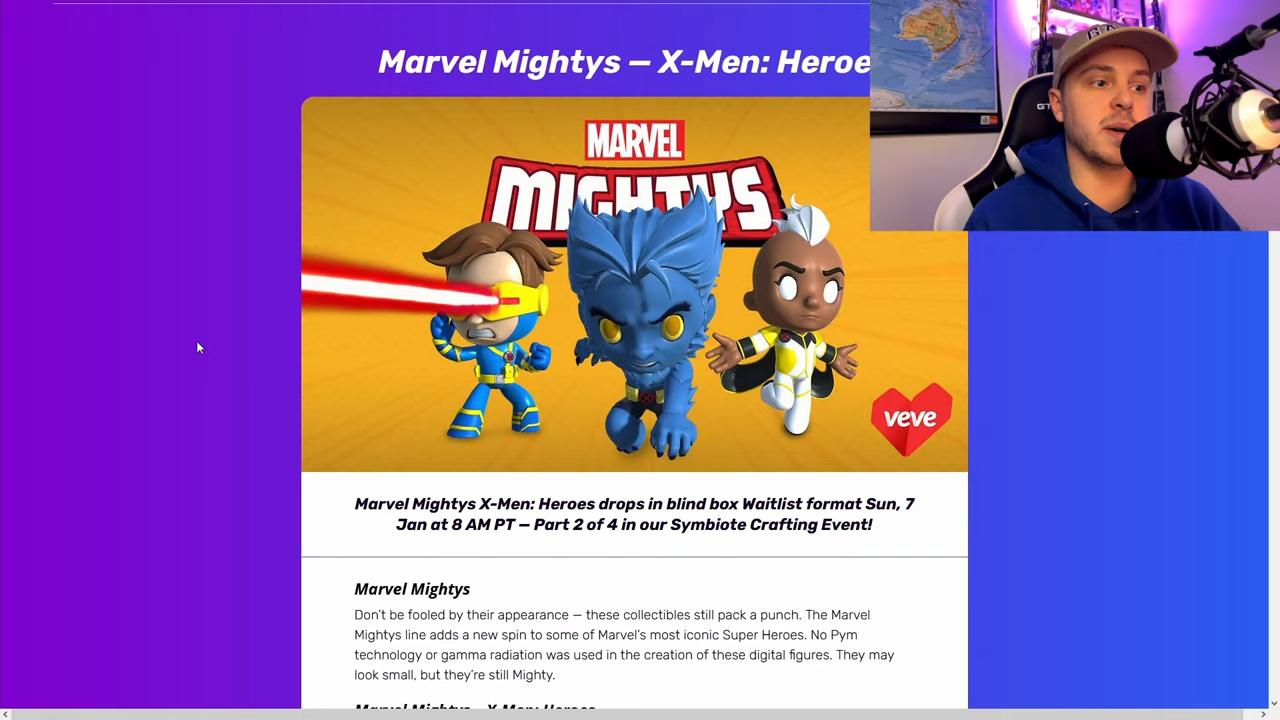 Marvel Mightys — X-Men: Heroe
MARVEL
MIGHTYS
veve
Marvel Mightys X-Men: Heroes drops in blind box Waitlist format Sun, 7
Jan at 8 AM PT — Part 2 of 4 in our Symbiote Crafting Event!
Marvel Mightys
Don't be fooled by their appearance — these collectibles still pack a punch. The Marvel
Mightys line adds a new spin to some of Marvel's most iconic Super Heroes. No Pym
technology or gamma radiation was used in the creation of these digital figures. They may
look small, but they're still Mighty.
Marvel Mightys – X-Men: Heroes